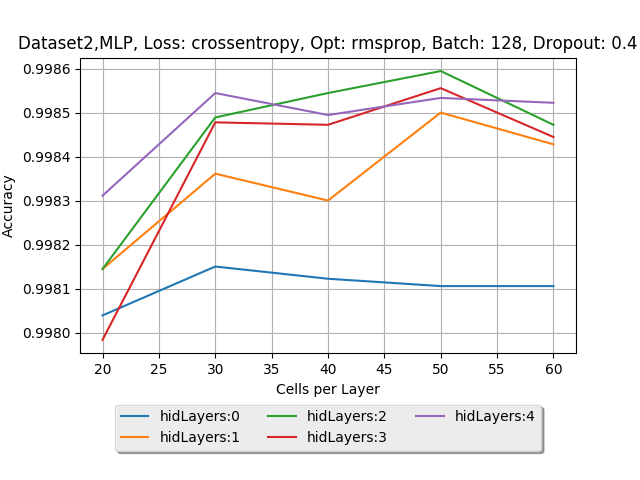 Dataset2,MLP, Loss: crossentropy, Opt: rmsprop, Batch: 128, Dropout: 0.4
0.9986
0.9985
0.9984
0.9983
0.9982
0.9981
0.9980
Accuracy
20 25 30 35 40 45 50 55 60
Cells per Layer
hidLayers:0 hidLayers:2 hidLayers:4
hidLayers:1 hidLayers:3